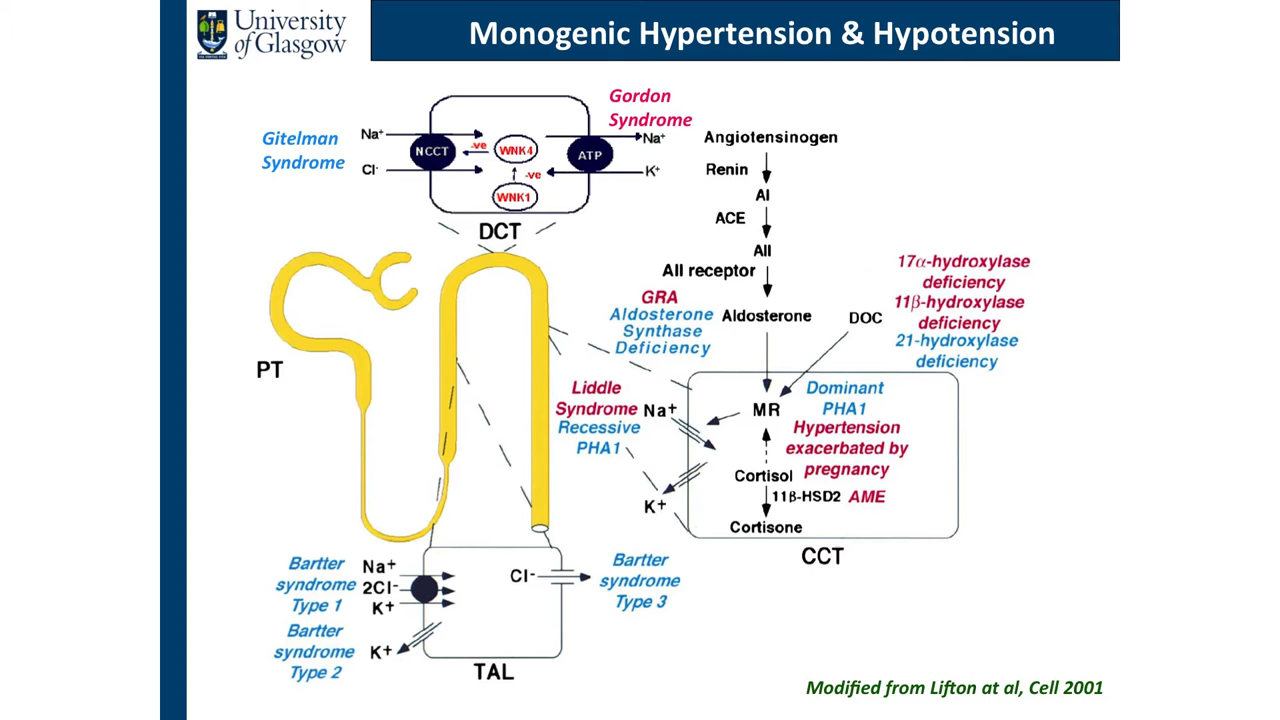 University
of Glasgow
Monogenic Hypertension & Hypotension
Gordon
Syndrome
Gitelman
Syndrome
Na+
Cl-
NCCT
-ve
WNK4
-ve
WNK1
ATP
Na+
K+
DCT
Angiotensinogen
Renin
AI
ACE
AII
AII receptor
Aldosterone
DOC
GRA
Aldosterone
Synthase
Deficiency
17α-hydroxylase
deficiency
11β-hydroxylase
deficiency
21-hydroxylase
deficiency
PT
Liddle
Syndrome
Recessive
PHA1
Na+
K+
MR
Dominant
PHA1
Hypertension
exacerbated by
pregnancy
Cortisol
11β-HSD2
AME
Cortisone
CCT
Bartter
syndrome
Type 1
Na+
2Cl-
K+
Bartter
syndrome
Type 2
K+
Cl-
Bartter
syndrome
Type 3
TAL
Modified from Lifton at al, Cell 2001